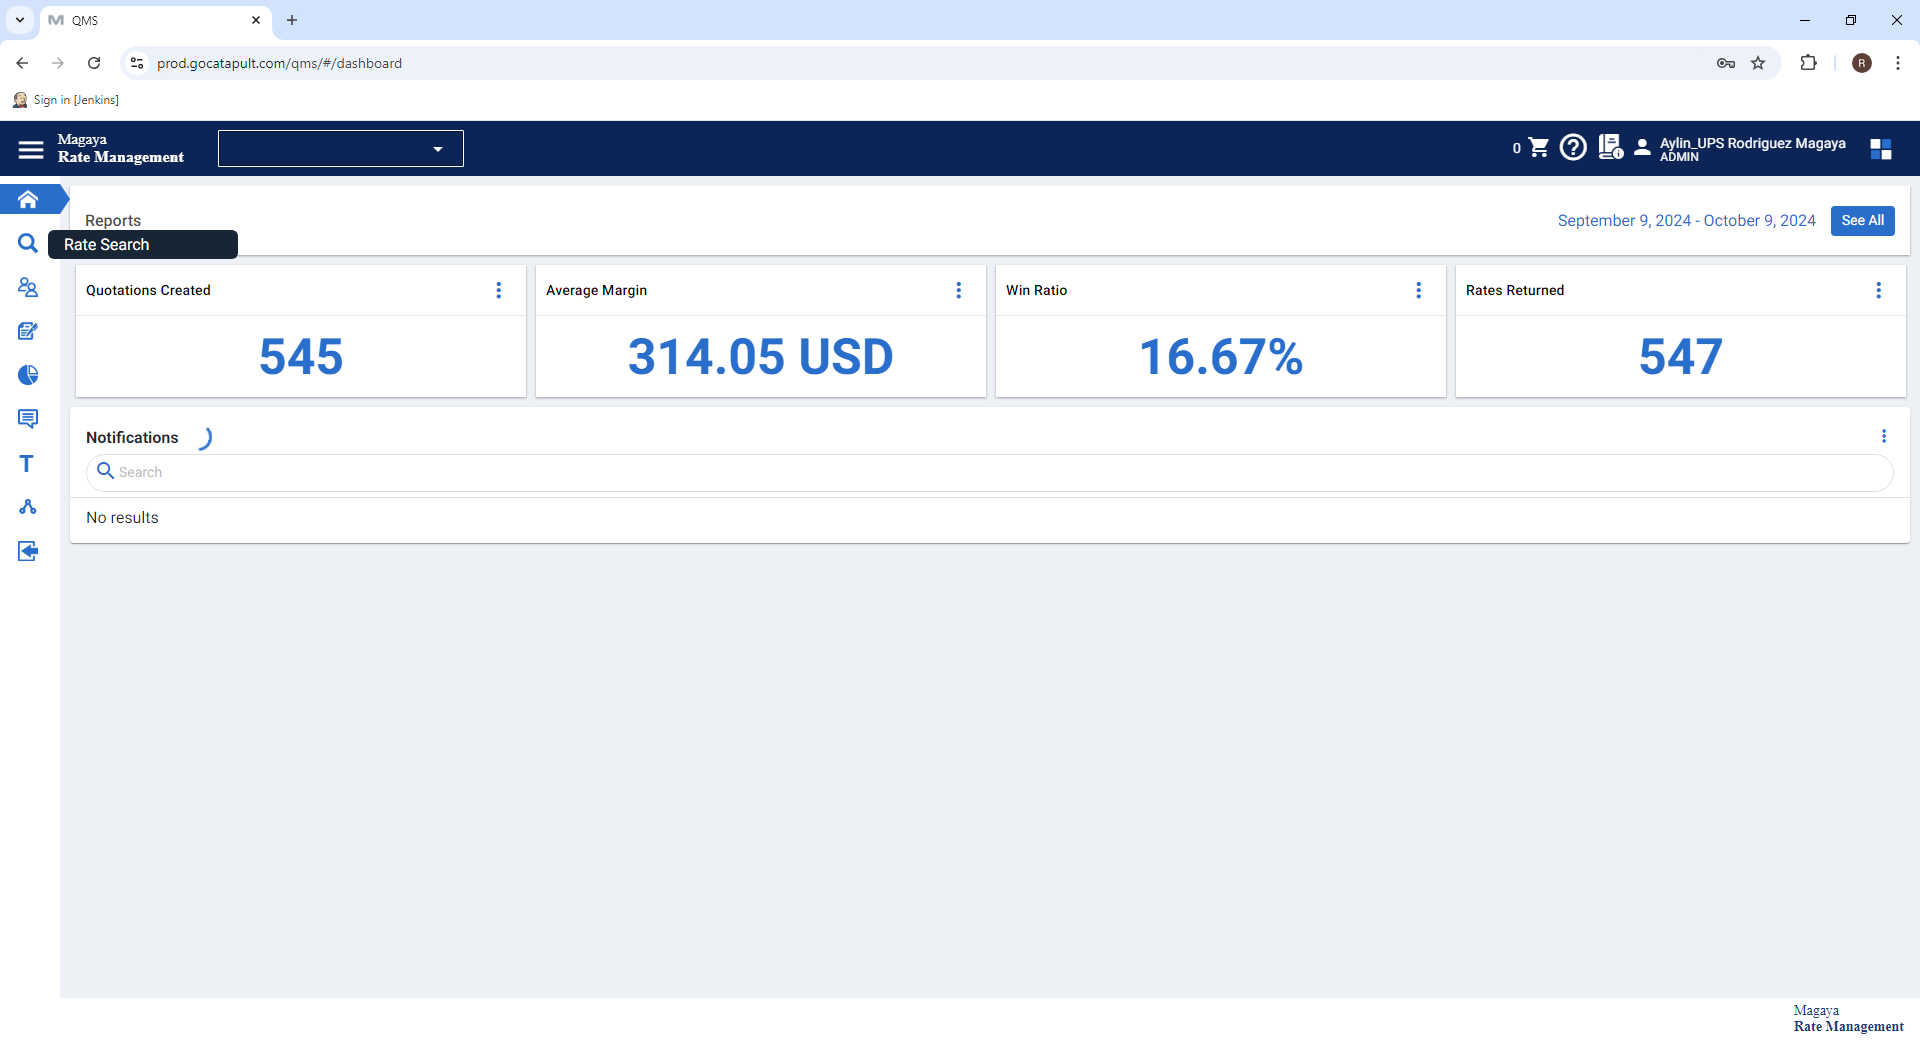 QMS
prod.gocatapult.com/qms/#/dashboard
R
Sign in [Jenkins]
Magaya
Rate Management
0
Aylin_UPS Rodriguez Magaya
ADMIN
Reports
September 9, 2024 - October 9, 2024
See All
Rate Search
Quotations Created
Average Margin
Win Ratio
Rates Returned
545
314.05 USD
16.67%
547
Notifications
Search
No results
Magaya
Rate Management